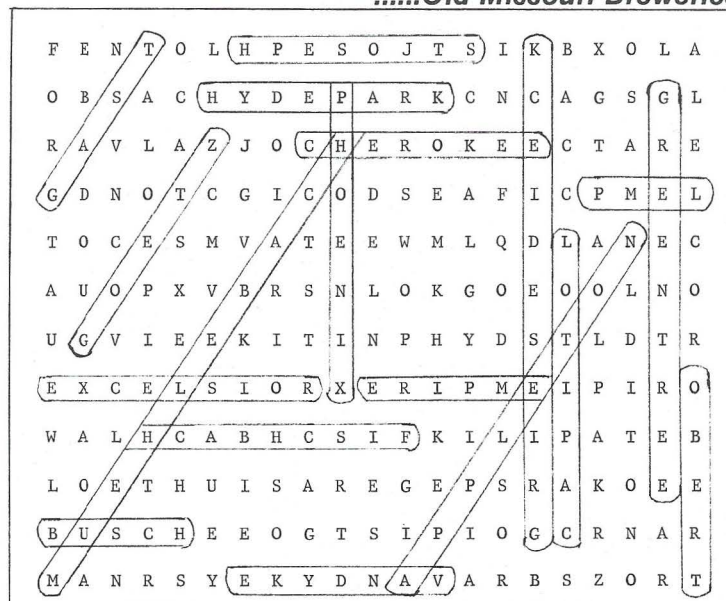 ......Old Missouri Breweries
F E N T O L H P E S O J T S I K B X O L A
O B S A C H Y D E P A R K C N C A G S G L
R A V L A Z J O C H E R O K E E C T A R E
G D N O T C G I C O D S E A F I C P M E L
T O C E S M V A T E E W M L Q D L A N E C
A U O P X V B R S N L O K G O E O O L N O
U G V I E E K I T I N P H Y D S T L D T R
E X C E L S I O R X E R I P M E I P I R O
W A L H C A B H C S I F K I L I P A T E B
L O E T H U I S A R E G E P S R A K O E E
B U S C H E E O G T S I P I O G C R N A R
M A N R S Y E K Y D N A V A R B S Z O R T